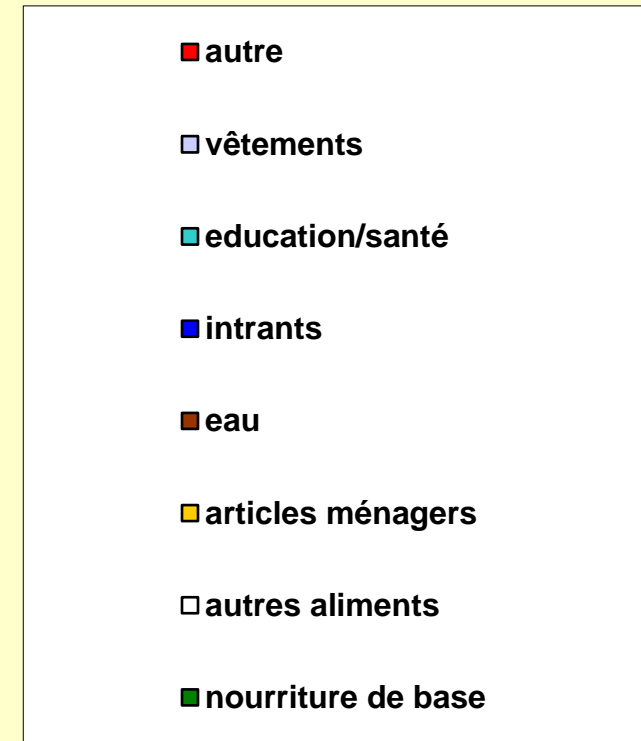 autre
vêtements
education/santé
intrants
eau
articles ménagers
autres aliments
nourriture de base